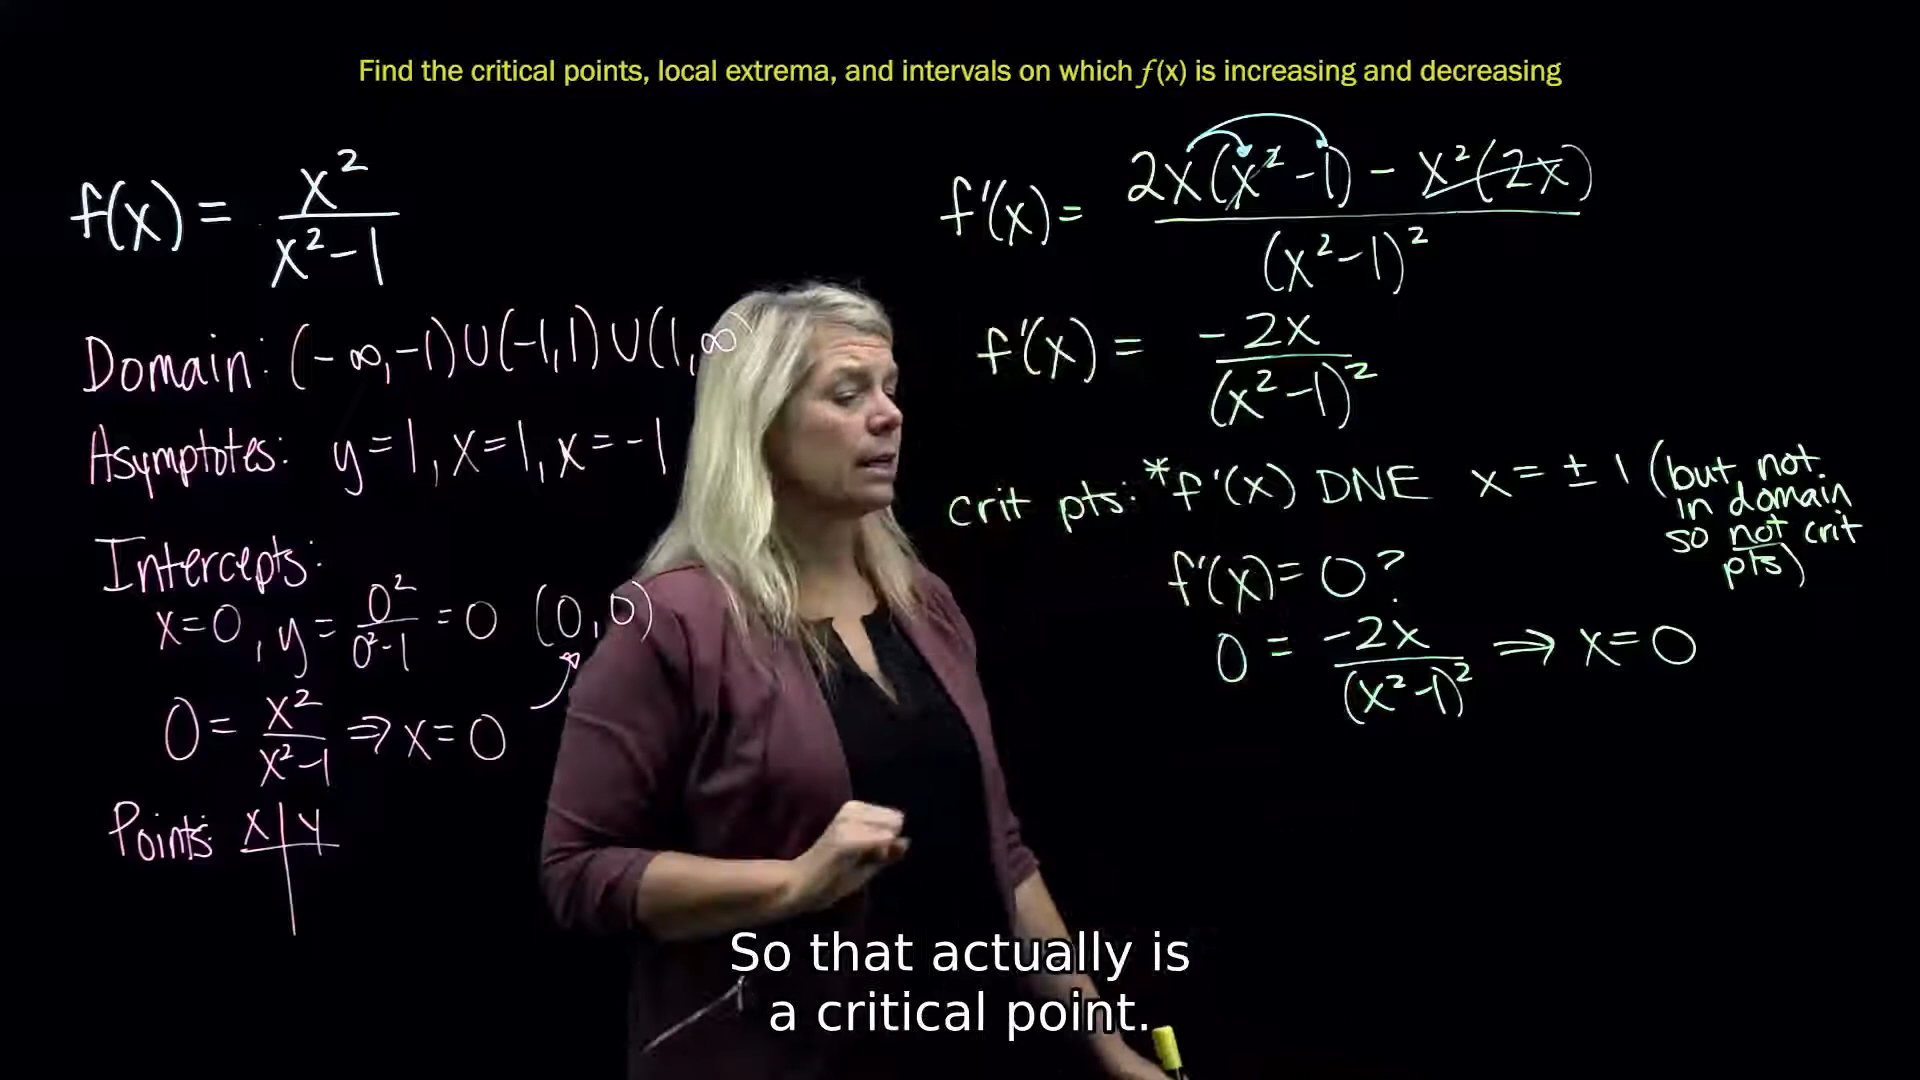 Find the critical points, local extrema, and intervals on which f(x) is increasing and decreasing
f(x) = x² / (x²-1)
Domain: (-∞,-1)∪(-1,1)∪(1,∞)
Asymptotes: y=1, x=1, x=-1
Intercepts:
x=0, y= 0²/(0²-1) =0 (0,0)
0= x²/(x²-1) ⇒ x=0
Points: x | y
f'(x)= (2x(x²-1) - x²(2x)) / (x²-1)²
f'(x) = -2x / (x²-1)²
crit pts: *f'(x) DNE x = ±1 (but not
in domain
so not crit
pts)
f'(x)=0?
0 = -2x / (x²-1)² ⇒ x=0
So that actually is
a critical point.